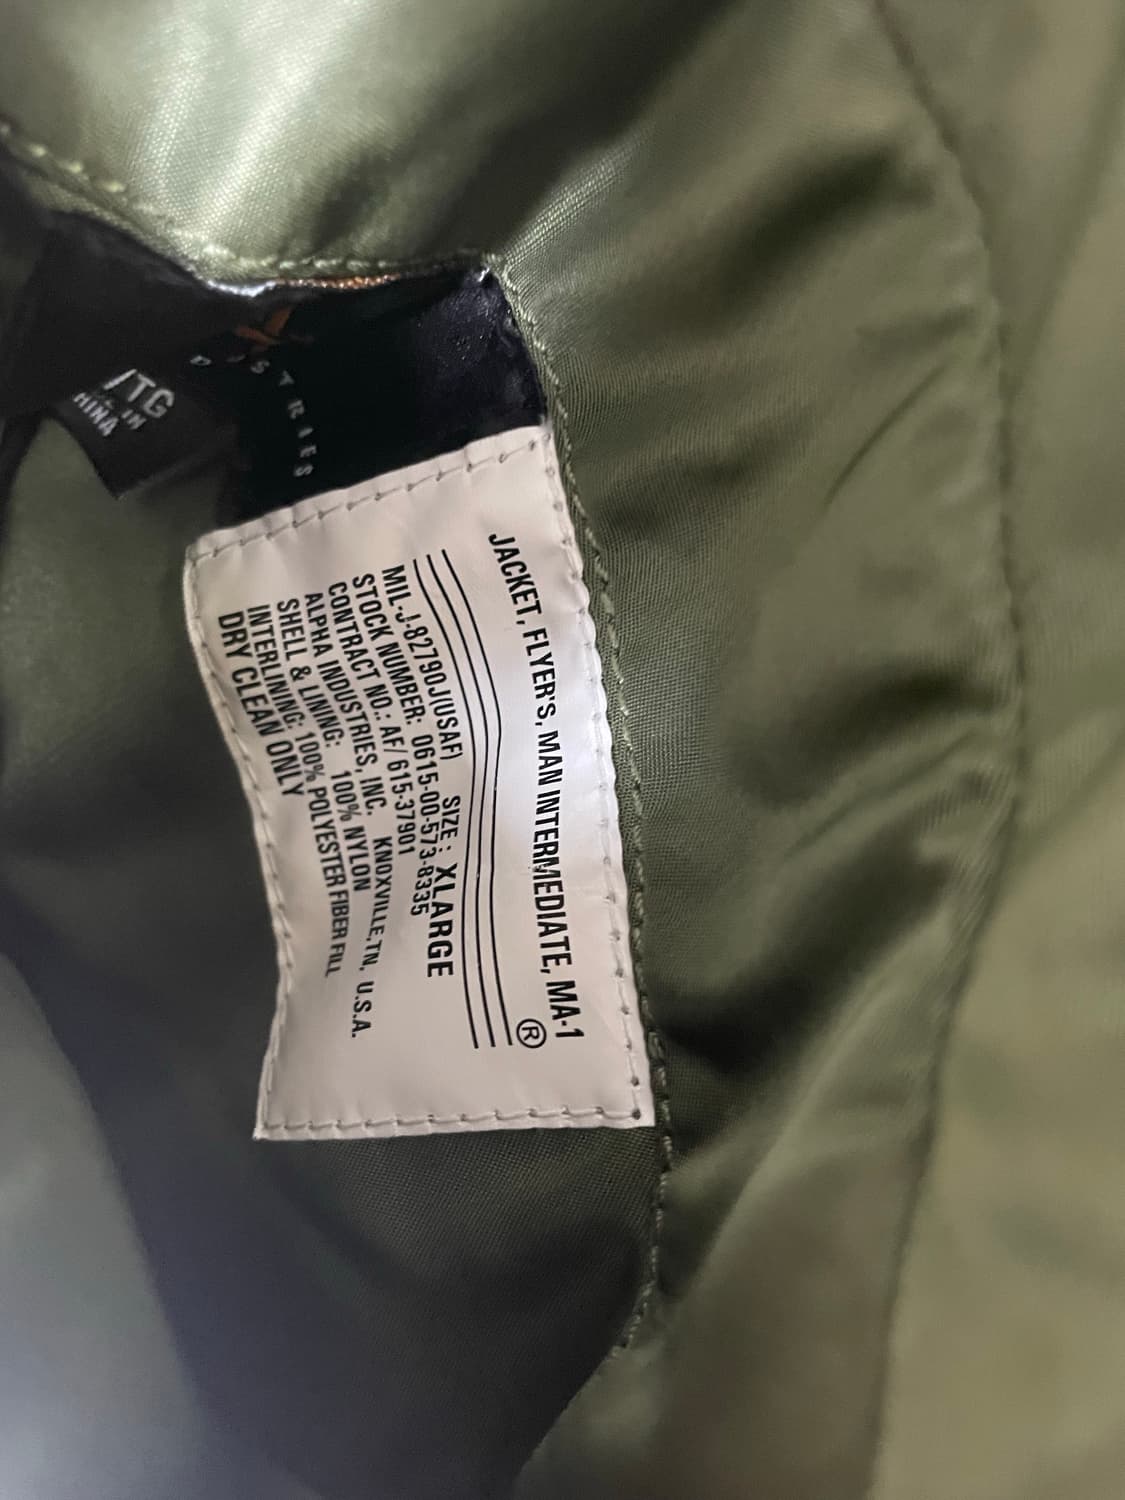 JACKET, FLYER'S, MAN INTERMEDIATE, MA-1
®
MIL-J-82790J(USAF) SIZE: XLARGE
STOCK NUMBER: 0615-00-573-8335
CONTRACT NO.: AF/ 615-37901
ALPHA INDUSTRIES, INC. KNOXVILLE,TN, U.S.A.
SHELL & LINING: 100% NYLON
INTERLINING: 100% POLYESTER FIBER FILL
DRY CLEAN ONLY